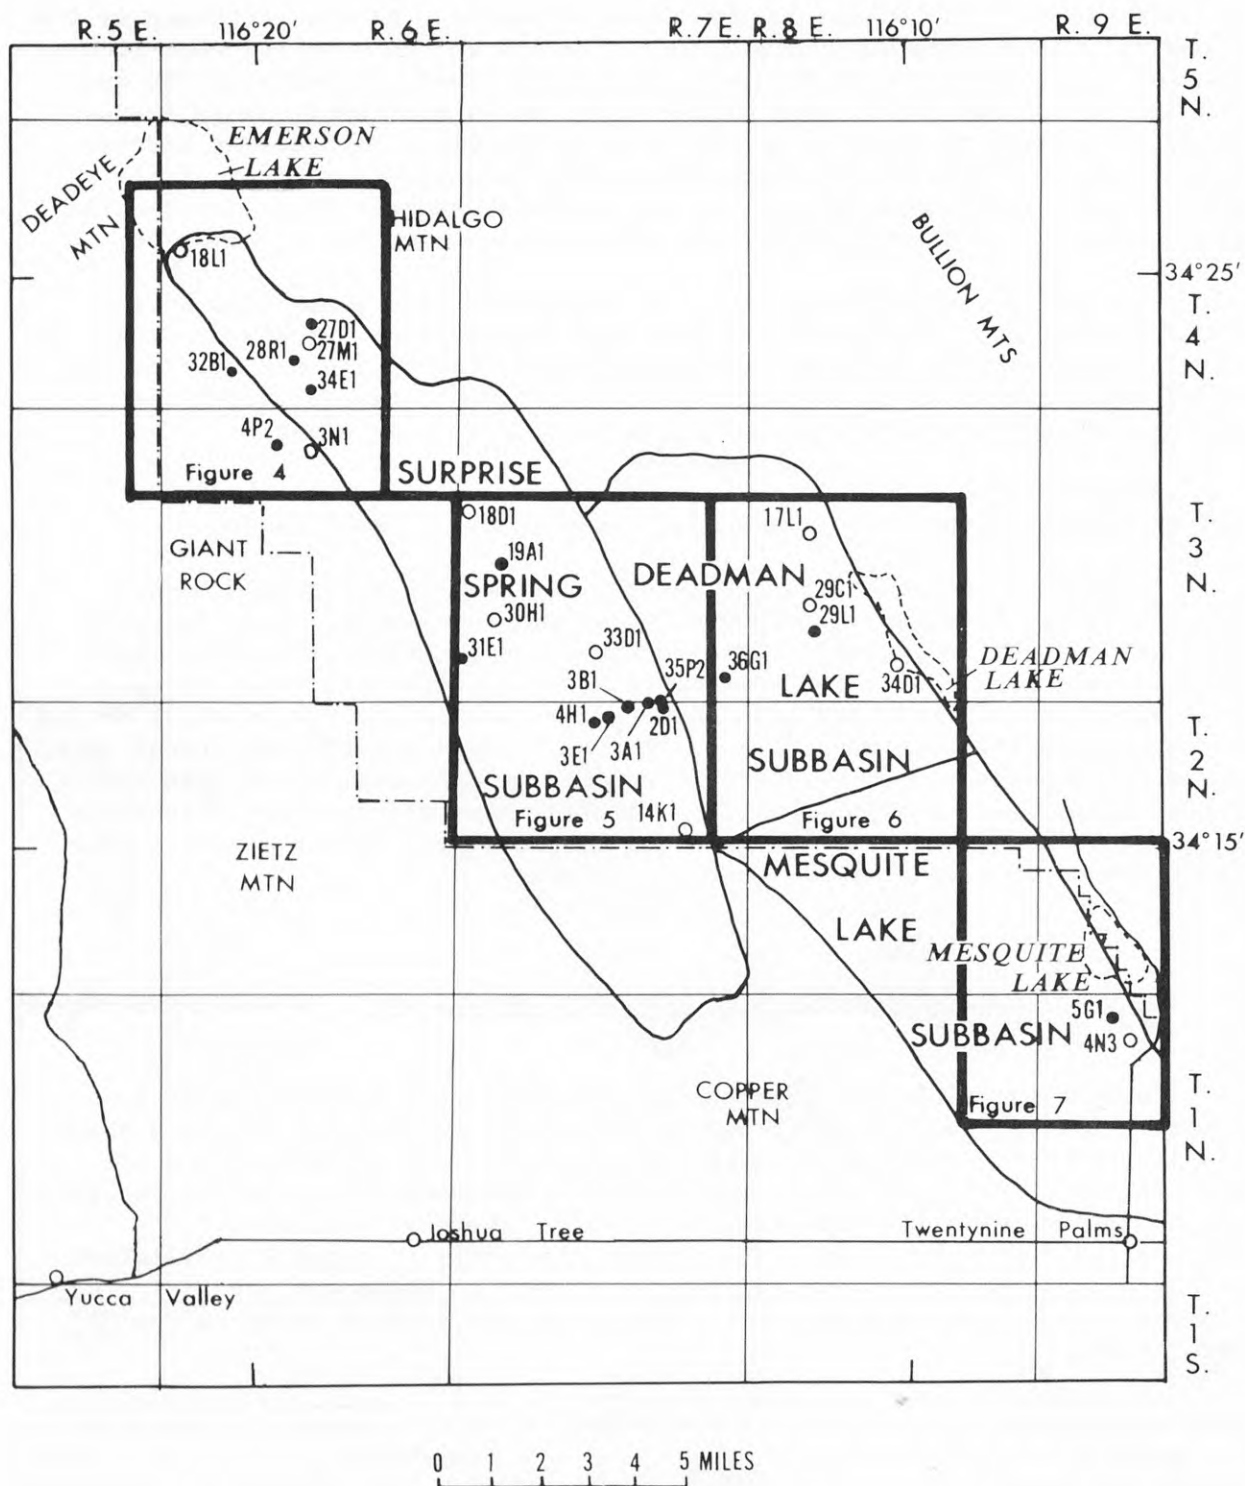 R. 5 E. 116°20' R. 6 E. R. 7 E. R. 8 E. 116°10' R. 9 E.
T. 5 N.
EMERSON
LAKE
DEADEYE
MTN
HIDALGO
MTN
BULLION MTS
34°25'
T. 4 N.
18L1
27D1
27M1
28R1
32B1
34E1
4P2
3N1
Figure 4
SURPRISE
18D1
17L1
T. 3 N.
GIANT
ROCK
19A1
SPRING
DEADMAN
30H1
29C1
29L1
31E1
33D1
35P2
36G1
DEADMAN
LAKE
34D1
LAKE
3B1
4H1
2D1
3A1
3E1
T. 2 N.
SUBBASIN
SUBBASIN
14K1
Figure 5
Figure 6
34°15'
ZIETZ
MTN
MESQUITE
LAKE
MESQUITE
LAKE
5G1
SUBBASIN
4N3
COPPER
MTN
Figure 7
T. 1 N.
Joshua Tree
Twentynine Palms
Yucca Valley
T. 1 S.
0 1 2 3 4 5 MILES